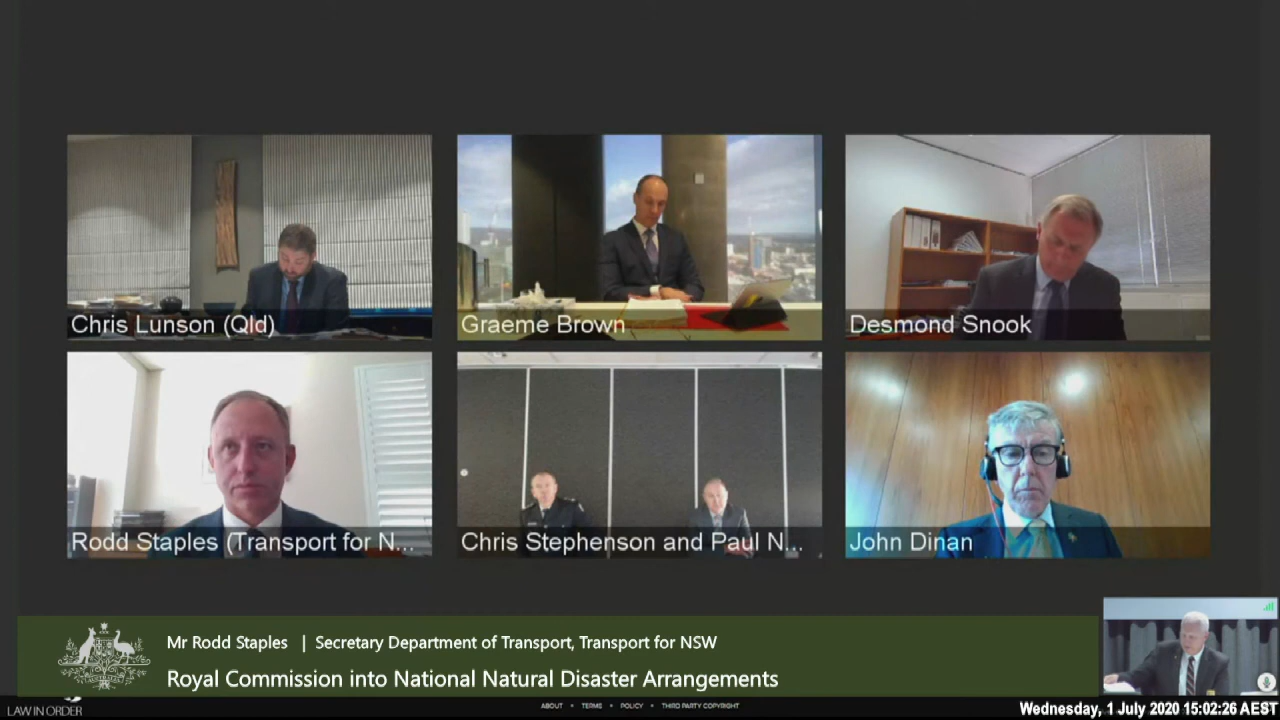 Chris Lunson (Qld)
Graeme Brown
Desmond Snook
Rodd Staples (Transport for N...
Chris Stephenson and Paul N...
John Dinan
Mr Rodd Staples | Secretary Department of Transport, Transport for NSW
Royal Commission into National Natural Disaster Arrangements
LAW IN ORDER
ABOUT • TERMS • POLICY • THIRD PARTY COPYRIGHT
Wednesday, 1 July 2020 15:02:26 AEST